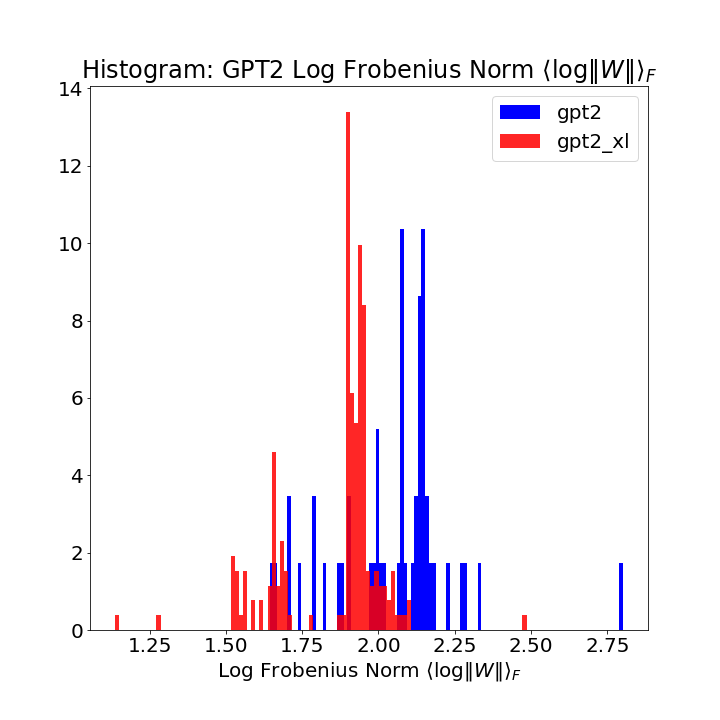 Histogram: GPT2 Log Frobenius Norm ⟨log‖W‖⟩F
gpt2
gpt2_xl
14
12
10
8
6
4
2
0
1.25 1.50 1.75 2.00 2.25 2.50 2.75
Log Frobenius Norm ⟨log‖W‖⟩F